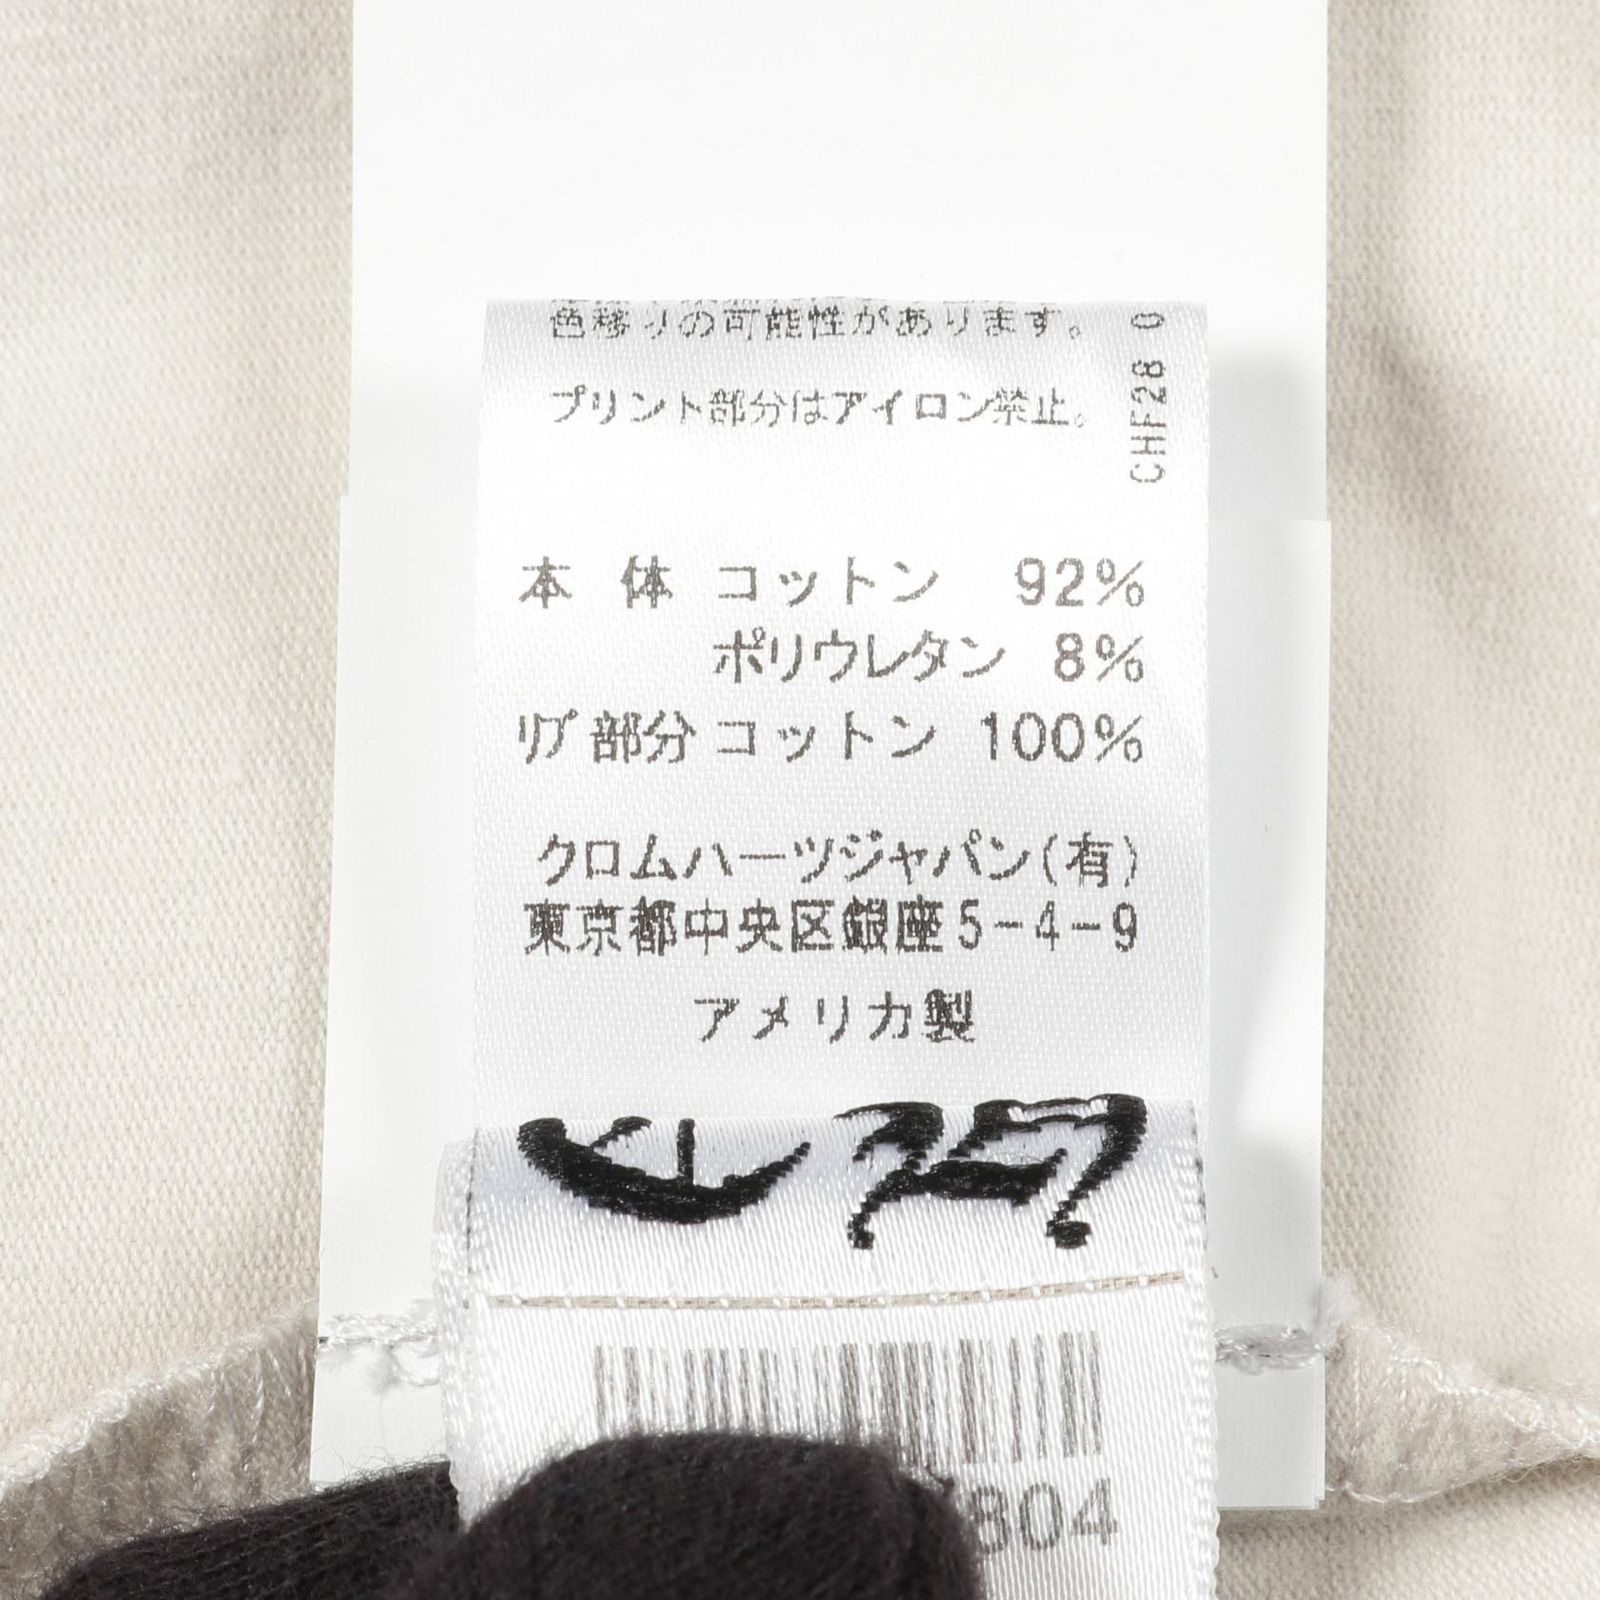 色移りの可能性があります。
プリント部分はアイロン禁止。
CHF28 0
本 体 コットン 92%
ポリウレタン 8%
リブ部分 コットン 100%
クロムハーツジャパン(有)
東京都中央区銀座5-4-9
アメリカ製
804